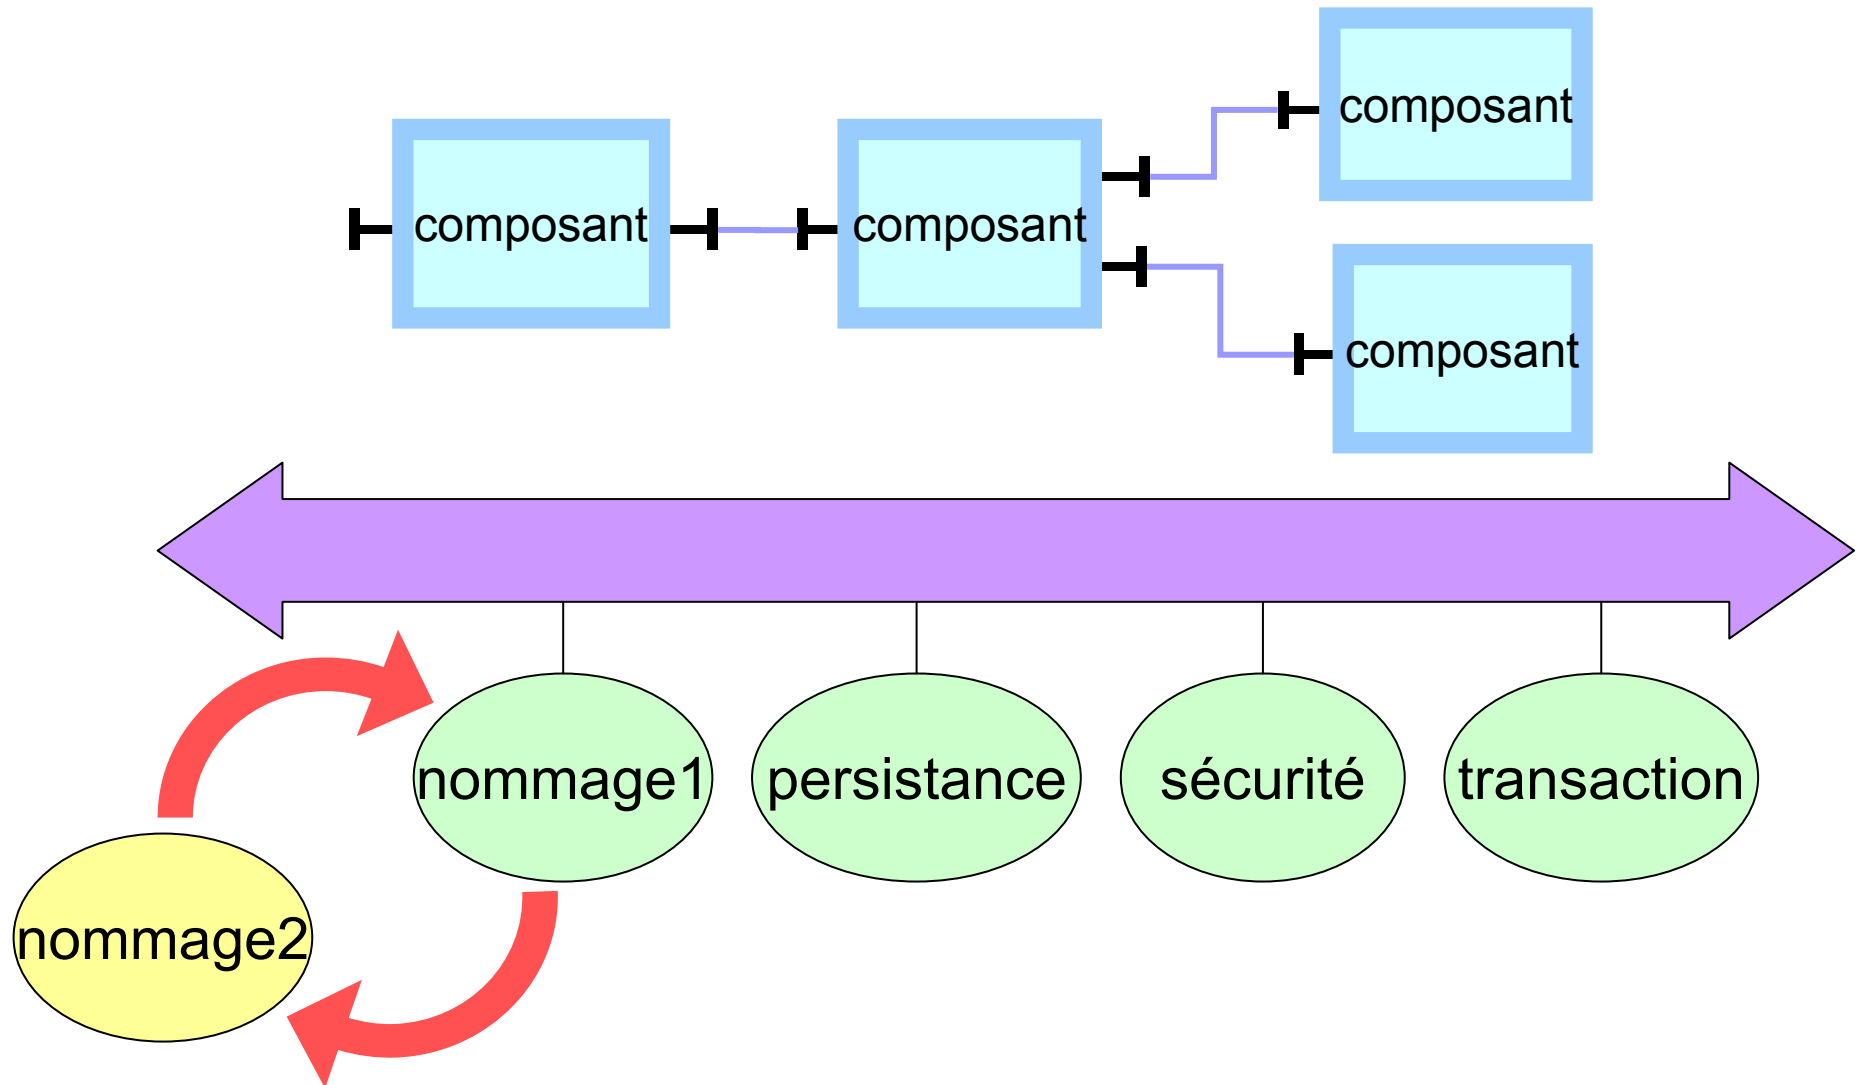 composant
composant
composant
composant
nommage1
persistance
sécurité
transaction
nommage2